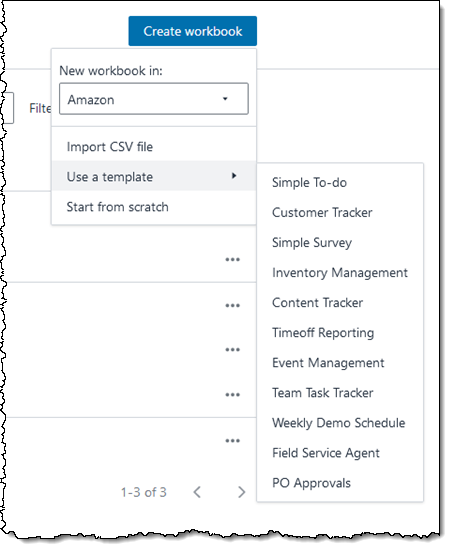 Create workbook
New workbook in:
Amazon
Filte
Import CSV file
Use a template
Start from scratch
Simple To-do
Customer Tracker
Simple Survey
Inventory Management
Content Tracker
Timeoff Reporting
Event Management
Team Task Tracker
Weekly Demo Schedule
Field Service Agent
PO Approvals
1-3 of 3